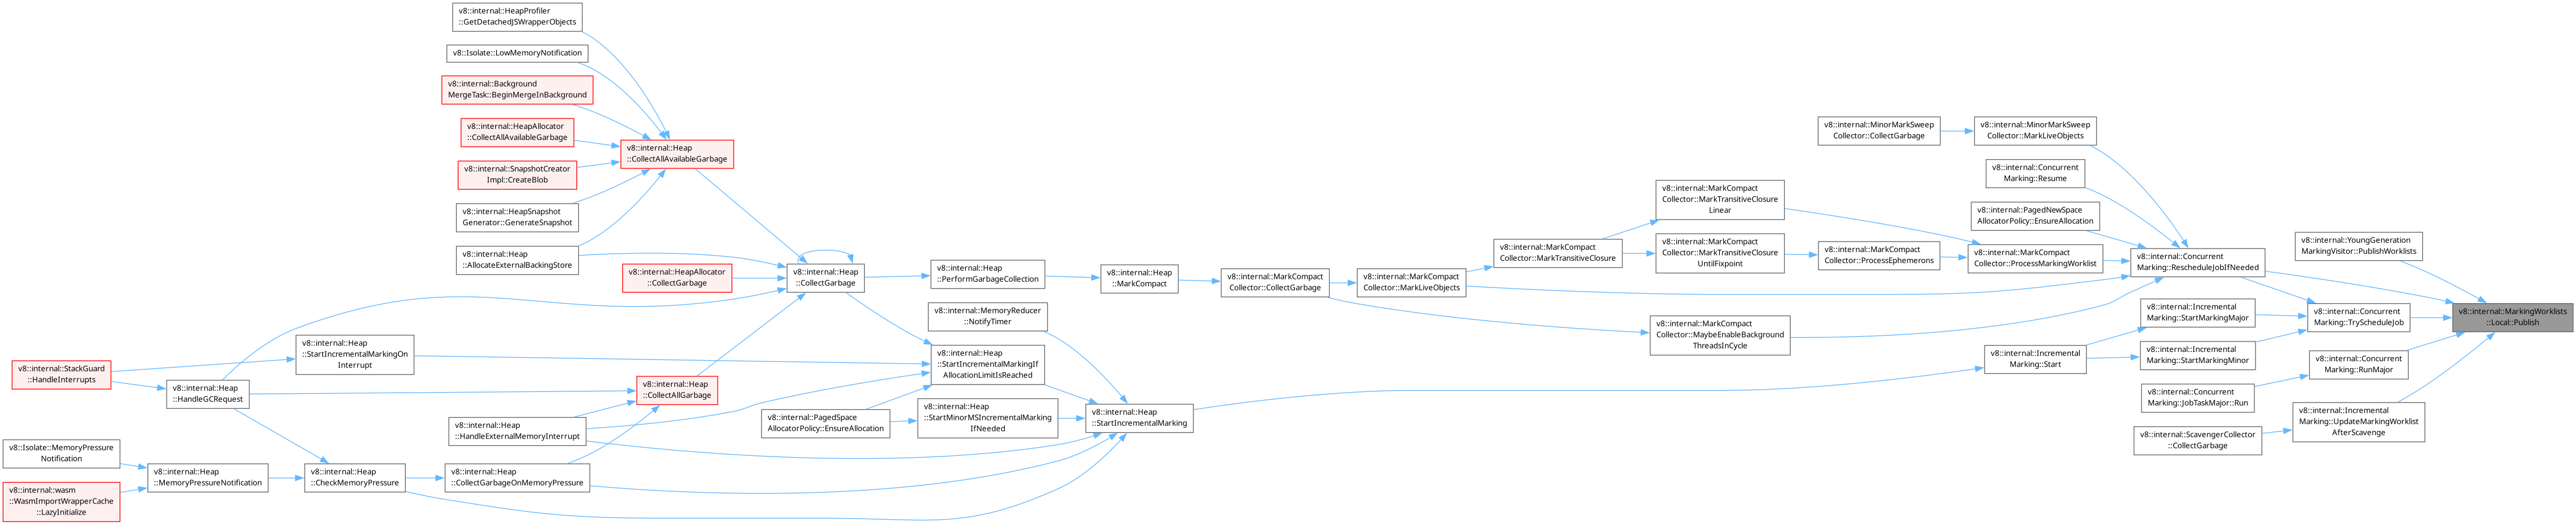 v8::internal::HeapProfiler
::GetDetachedJSWrapperObjects
v8::Isolate::LowMemoryNotification
v8::internal::Background
MergeTask::BeginMergeInBackground
v8::internal::HeapAllocator
::CollectAllAvailableGarbage
v8::internal::SnapshotCreator
Impl::CreateBlob
v8::internal::HeapSnapshot
Generator::GenerateSnapshot
v8::internal::Heap
::AllocateExternalBackingStore
v8::internal::Heap
::CollectAllAvailableGarbage
v8::internal::HeapAllocator
::CollectGarbage
v8::internal::Heap
::CollectGarbage
v8::internal::Heap
::PerformGarbageCollection
v8::internal::Heap
::MarkCompact
v8::internal::MarkCompact
Collector::CollectGarbage
v8::internal::MarkCompact
Collector::MarkLiveObjects
v8::internal::MarkCompact
Collector::MarkTransitiveClosure
v8::internal::MarkCompact
Collector::MarkTransitiveClosure
Linear
v8::internal::MarkCompact
Collector::MarkTransitiveClosure
UntilFixpoint
v8::internal::MarkCompact
Collector::ProcessEphemerons
v8::internal::MarkCompact
Collector::ProcessMarkingWorklist
v8::internal::MinorMarkSweep
Collector::CollectGarbage
v8::internal::MinorMarkSweep
Collector::MarkLiveObjects
v8::internal::Concurrent
Marking::Resume
v8::internal::PagedNewSpace
AllocatorPolicy::EnsureAllocation
v8::internal::Concurrent
Marking::RescheduleJobIfNeeded
v8::internal::YoungGeneration
MarkingVisitor::PublishWorklists
v8::internal::MarkingWorklists
::Local::Publish
v8::internal::Concurrent
Marking::TryScheduleJob
v8::internal::Incremental
Marking::StartMarkingMajor
v8::internal::Incremental
Marking::StartMarkingMinor
v8::internal::Incremental
Marking::Start
v8::internal::Concurrent
Marking::RunMajor
v8::internal::Concurrent
Marking::JobTaskMajor::Run
v8::internal::Incremental
Marking::UpdateMarkingWorklist
AfterScavenge
v8::internal::ScavengerCollector
::CollectGarbage
v8::internal::MarkCompact
Collector::MaybeEnableBackground
ThreadsInCycle
v8::internal::MemoryReducer
::NotifyTimer
v8::internal::Heap
::StartIncrementalMarkingIf
AllocationLimitIsReached
v8::internal::Heap
::StartMinorMSIncrementalMarking
IfNeeded
v8::internal::Heap
::StartIncrementalMarking
v8::internal::PagedSpace
AllocatorPolicy::EnsureAllocation
v8::internal::Heap
::CollectAllGarbage
v8::internal::Heap
::HandleExternalMemoryInterrupt
v8::internal::Heap
::CollectGarbageOnMemoryPressure
v8::internal::Heap
::StartIncrementalMarkingOn
Interrupt
v8::internal::StackGuard
::HandleInterrupts
v8::internal::Heap
::HandleGCRequest
v8::internal::Heap
::CheckMemoryPressure
v8::internal::Heap
::MemoryPressureNotification
v8::Isolate::MemoryPressure
Notification
v8::internal::wasm
::WasmImportWrapperCache
::LazyInitialize